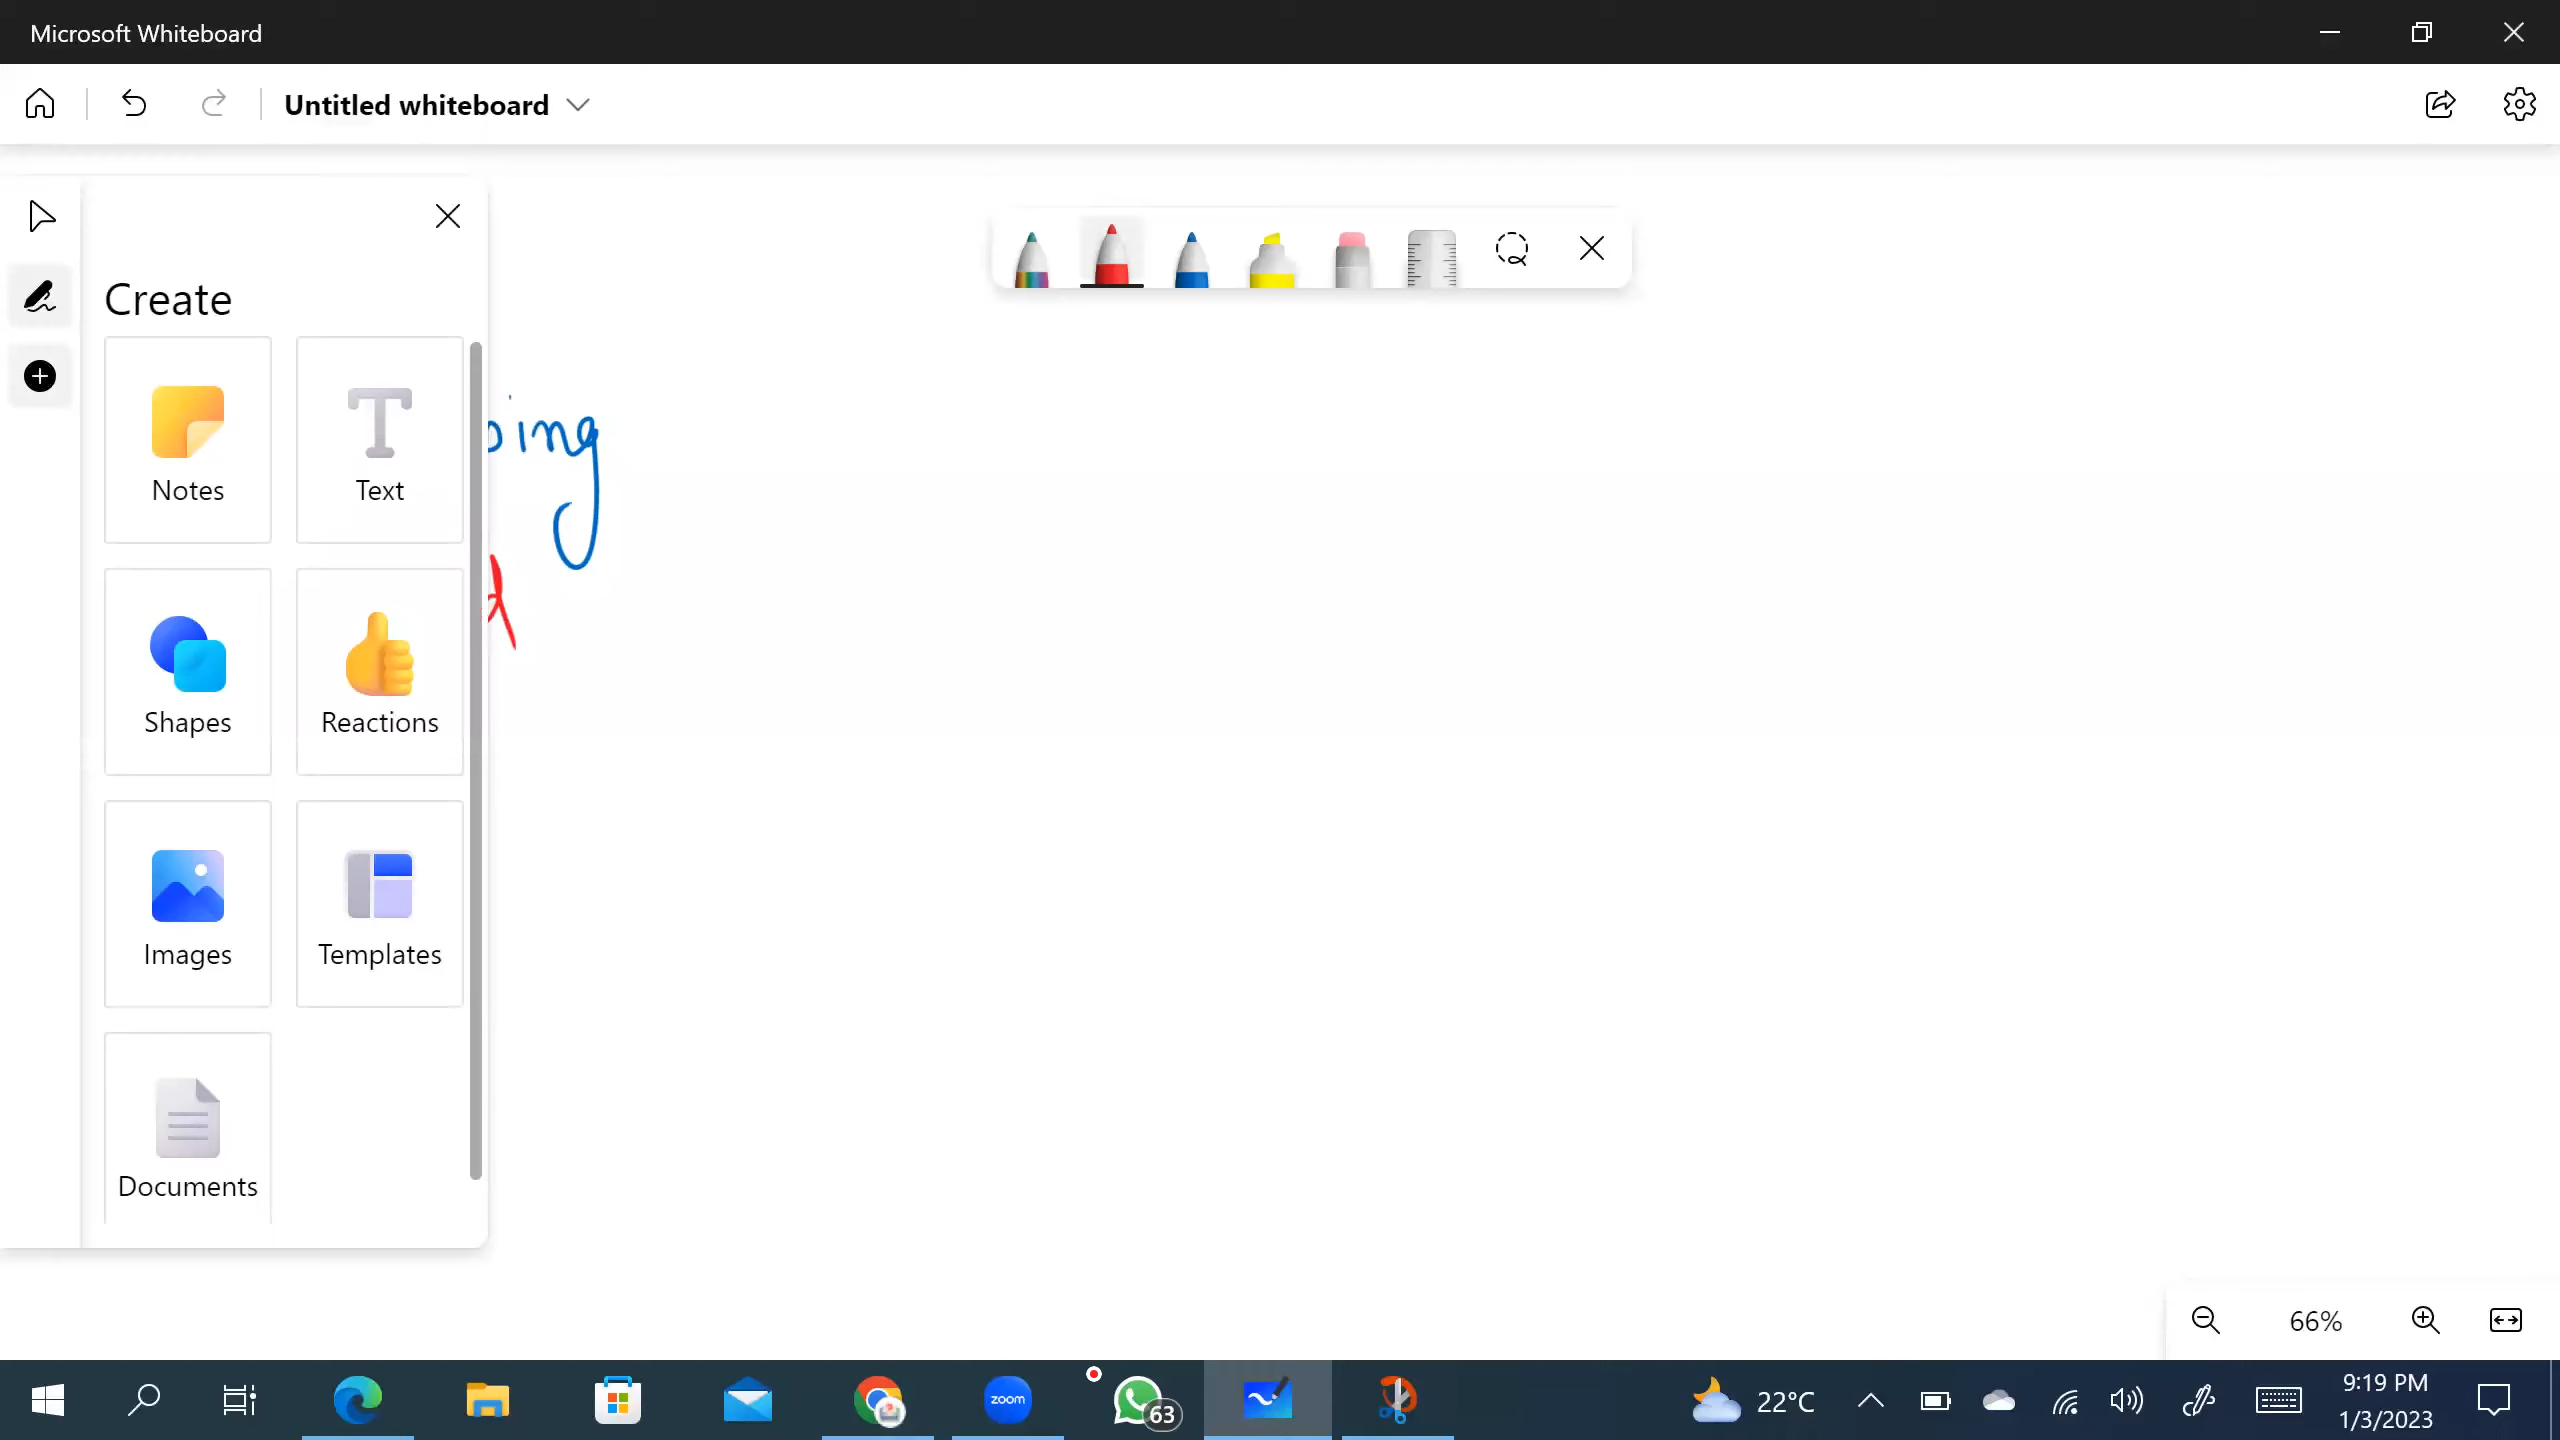 Microsoft Whiteboard
Untitled whiteboard
Create
Notes
Text
Shapes
Reactions
Images
Templates
Documents
66%
zoom
63
22°C
9:19 PM
1/3/2023